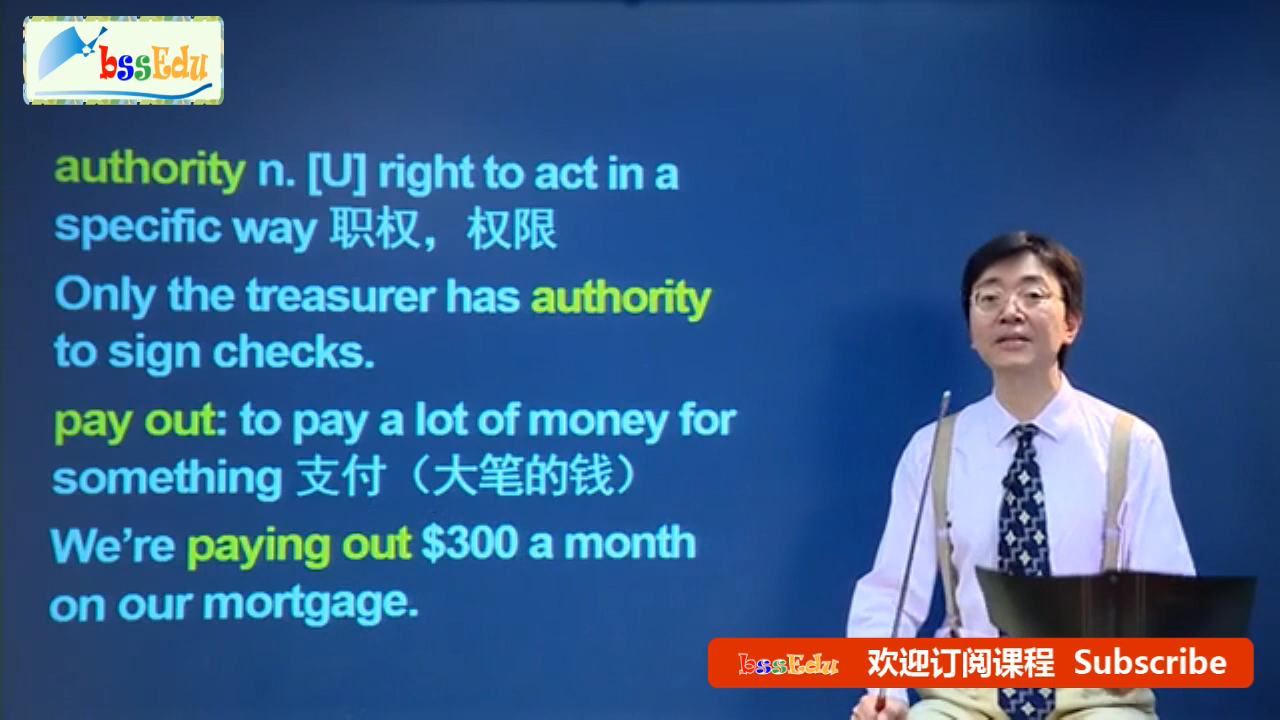 bssEdu
authority n. [U] right to act in a
specific way 职权，权限
Only the treasurer has authority
to sign checks.
pay out: to pay a lot of money for
something 支付（大笔的钱）
We’re paying out $300 a month
on our mortgage.
bssEdu 欢迎订阅课程 Subscribe